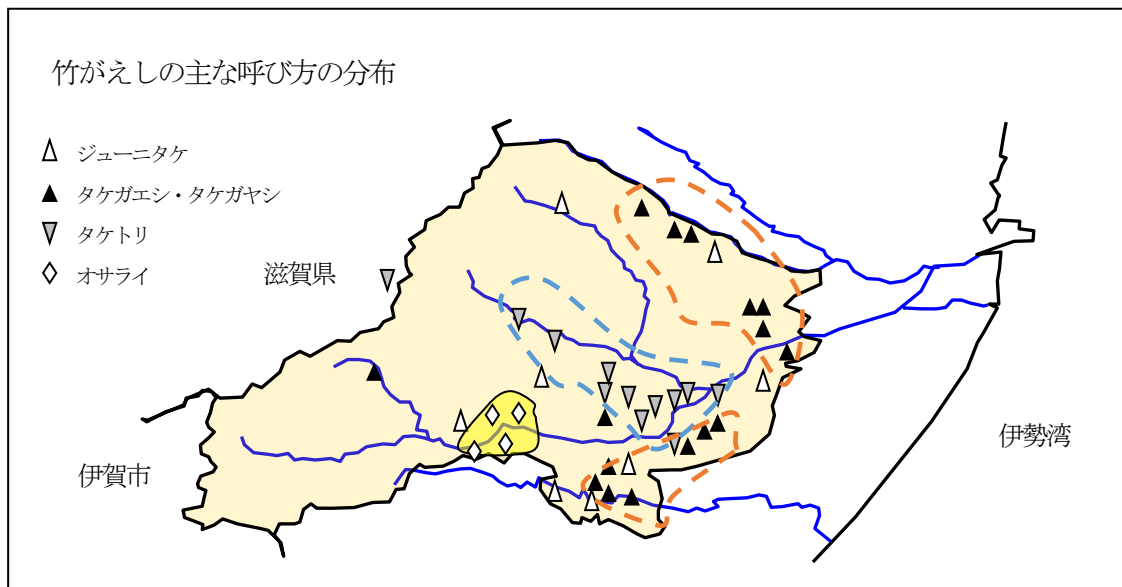 竹がえしの主な呼び方の分布
ジューニタケ
タケガエシ・タケガヤシ
タケトリ
オサライ
滋賀県
伊賀市
伊勢湾